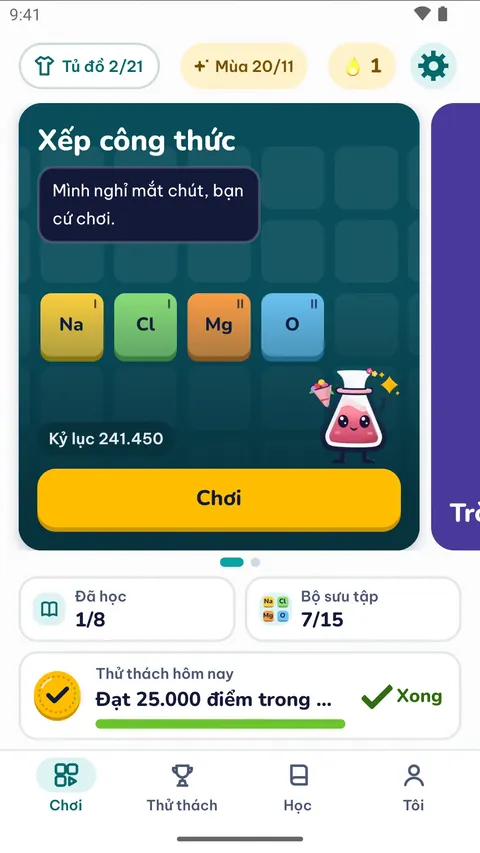 9:41
Tủ đồ 2/21
Mùa 20/11
1
Xếp công thức
Mình nghỉ mắt chút, bạn
cứ chơi.
Na I
Cl I
Mg II
O II
Kỷ lục 241.450
Chơi
Trò
Đã học
1/8
Na Cl
Mg O
Bộ sưu tập
7/15
Thử thách hôm nay
Đạt 25.000 điểm trong ...
Xong
Chơi
Thử thách
Học
Tôi